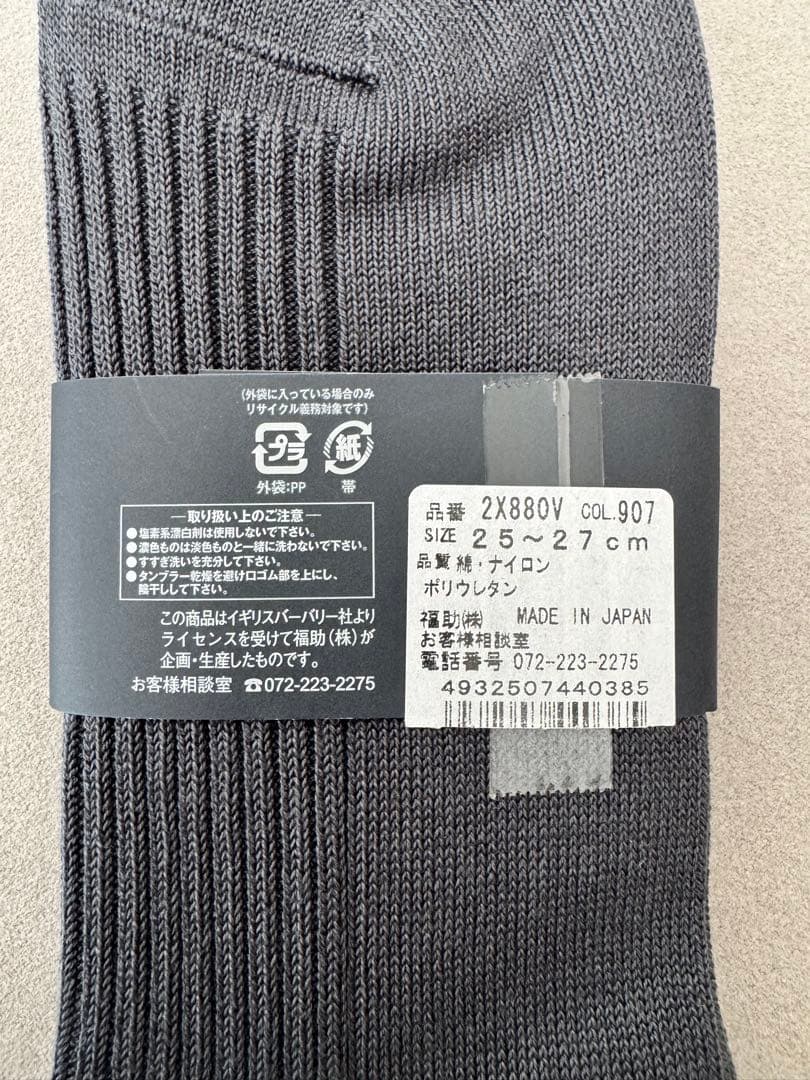 (外袋に入っている場合のみ
リサイクル義務対象です)
プラ 紙
外袋:PP 帯
―取り扱い上のご注意―
●塩素系漂白剤は使用しないで下さい。
●濃色ものは淡色ものと一緒に洗わないで下さい。
●すすぎ洗いを充分して下さい。
●タンブラー乾燥を避け口ゴム部を上にし、
陰干しして下さい。
この商品はイギリスバーバリー社より
ライセンスを受けて福助(株)が
企画・生産したものです。
お客様相談室 ☎072-223-2275
品番 2X880V COL.907
SIZE 25~27cm
品質 綿・ナイロン
ポリウレタン
福助㈱ MADE IN JAPAN
お客様相談室
電話番号 072-223-2275
4932507440385